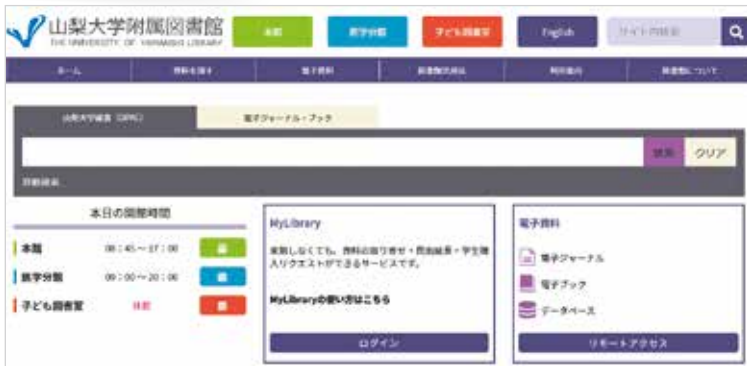 山梨大学附属図書館
THE UNIVERSITY OF YAMANASHI LIBRARY
本館
医学分館
子ども図書室
English
サイト内検索
ホーム
資料を探す
電子資料
利用案内
図書館について
山梨大学蔵書（OPAC）
電子ジャーナル・ブック
検索
クリア
詳細検索
本日の開館時間
本館 08：45～17：00
医学分館 09：00～20：00
子ども図書室 休館
MyLibrary
来館しなくても、資料の取り寄せ・貸出延長・学生購
入リクエストができるサービスです。
MyLibraryの使い方はこちら
ログイン
電子資料
電子ジャーナル
電子ブック
データベース
リモートアクセス